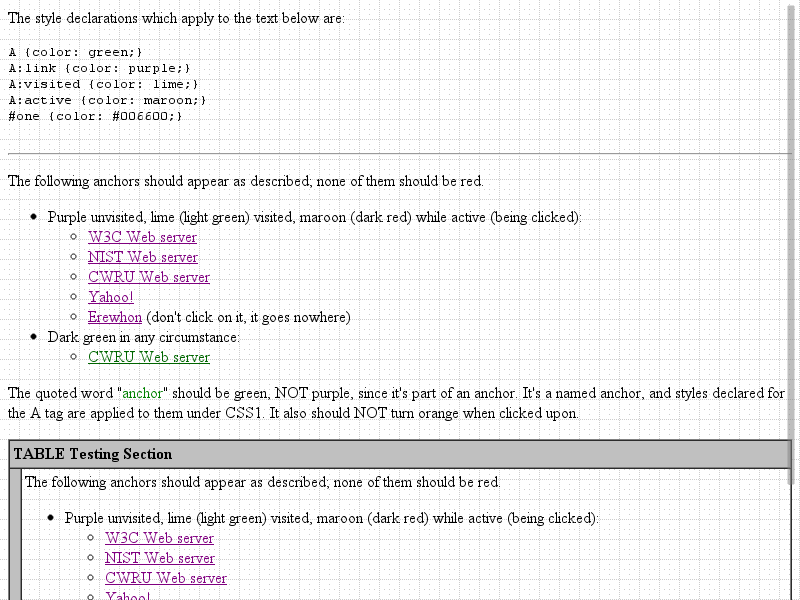 The style declarations which apply to the text below are:
A {color: green;}
A:link {color: purple;}
A:visited {color: lime;}
A:active {color: maroon;}
#one {color: #006600;}
The following anchors should appear as described; none of them should be red.
Purple unvisited, lime (light green) visited, maroon (dark red) while active (being clicked):
W3C Web server
NIST Web server
CWRU Web server
Yahoo!
Erewhon (don't click on it, it goes nowhere)
Dark green in any circumstance:
CWRU Web server
The quoted word "anchor" should be green, NOT purple, since it's part of an anchor. It's a named anchor, and styles declared for
the A tag are applied to them under CSS1. It also should NOT turn orange when clicked upon.
TABLE Testing Section
The following anchors should appear as described; none of them should be red.
Purple unvisited, lime (light green) visited, maroon (dark red) while active (being clicked):
W3C Web server
NIST Web server
CWRU Web server
Yahoo!